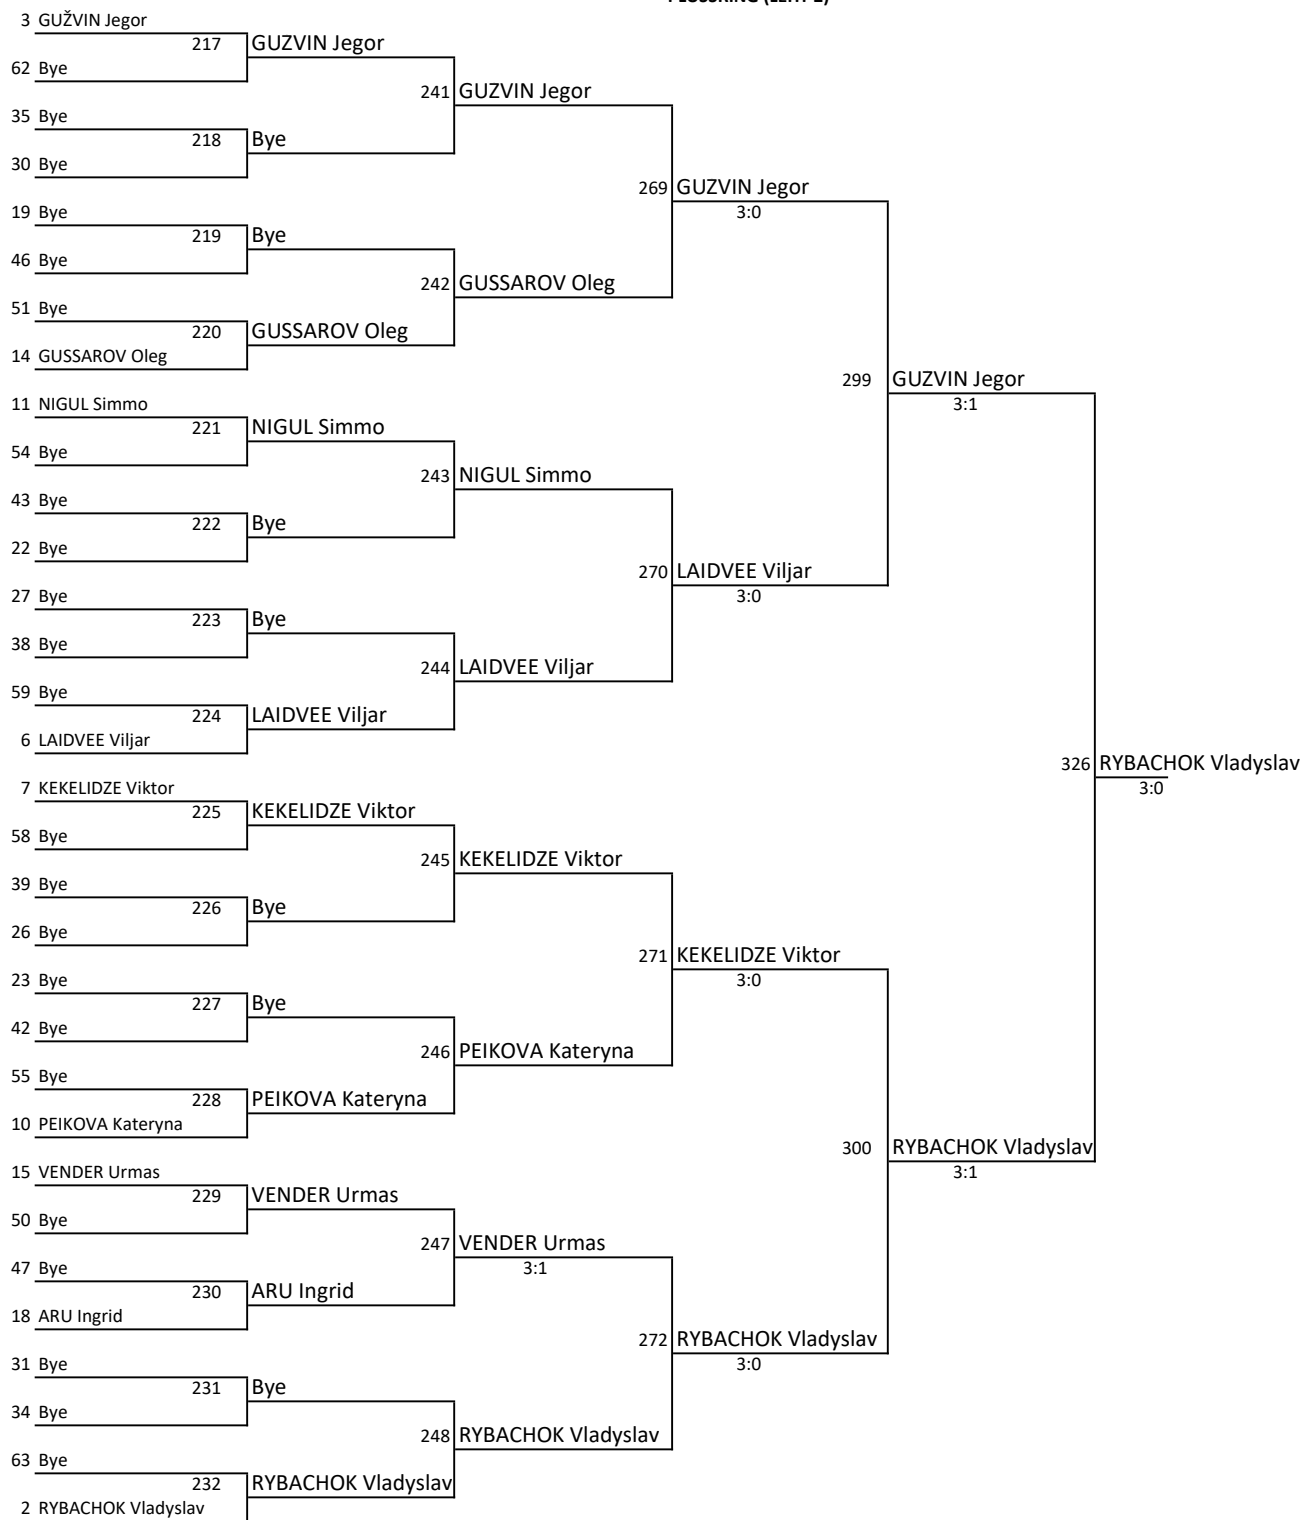 3 GUŽVIN Jegor
217 GUZVIN Jegor
62 Bye
241 GUZVIN Jegor
35 Bye
218 Bye
30 Bye
269 GUZVIN Jegor
3:0
19 Bye
219 Bye
46 Bye
242 GUSSAROV Oleg
51 Bye
220 GUSSAROV Oleg
14 GUSSAROV Oleg
299 GUZVIN Jegor
3:1
11 NIGUL Simmo
221 NIGUL Simmo
54 Bye
243 NIGUL Simmo
43 Bye
222 Bye
22 Bye
270 LAIDVEE Viljar
3:0
27 Bye
223 Bye
38 Bye
244 LAIDVEE Viljar
59 Bye
224 LAIDVEE Viljar
6 LAIDVEE Viljar
326 RYBACHOK Vladyslav
3:0
7 KEKELIDZE Viktor
225 KEKELIDZE Viktor
58 Bye
245 KEKELIDZE Viktor
39 Bye
226 Bye
26 Bye
271 KEKELIDZE Viktor
3:0
23 Bye
227 Bye
42 Bye
246 PEIKOVA Kateryna
55 Bye
228 PEIKOVA Kateryna
10 PEIKOVA Kateryna
300 RYBACHOK Vladyslav
3:1
15 VENDER Urmas
229 VENDER Urmas
50 Bye
247 VENDER Urmas
3:1
47 Bye
230 ARU Ingrid
18 ARU Ingrid
272 RYBACHOK Vladyslav
3:0
31 Bye
231 Bye
34 Bye
248 RYBACHOK Vladyslav
63 Bye
232 RYBACHOK Vladyslav
2 RYBACHOK Vladyslav